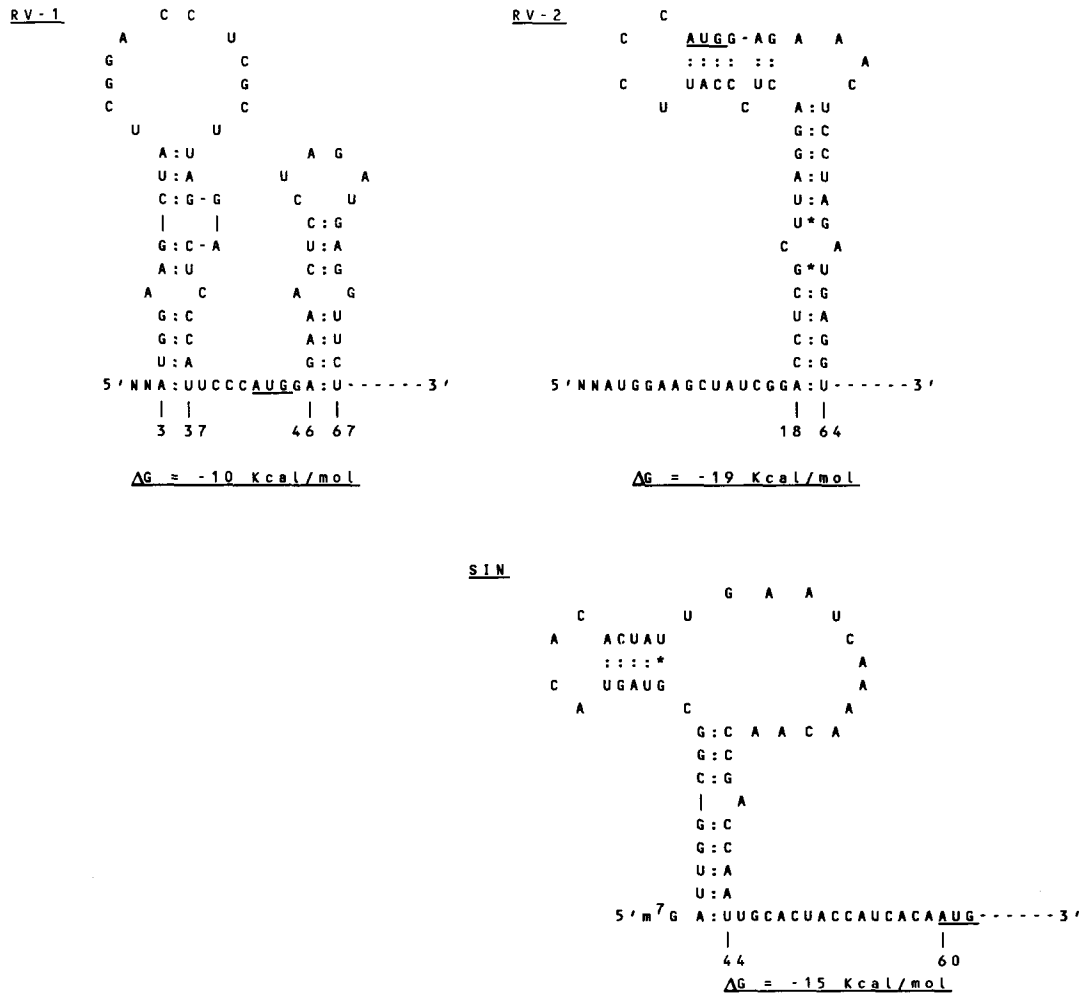 RV-1
C C
A U
G C
G G
C C
U U
A : U A G
U : A U A
C : G - G C U
| | C : G
G : C - A U : A
A : U C : G
A C A G
G : C A : U
G : C A : U
U : A G : C
5'NNA:UUCCCAUGGA:U------3'
| | | |
3 37 46 67
ΔG = -10 Kcal/mol
RV-2
C
C AUGG-AG A A
:::: :: A
C UACC UC C
U C A : U
G : C
G : C
A : U
U : A
U * G
C A
G * U
C : G
U : A
C : G
C : G
5'NNAUGGAAGCUAUCGGA:U------3'
| |
18 64
ΔG = -19 Kcal/mol
SIN
G A A
C U U
A ACUAU C
::::* A
C UGAUG A
A C A
G : C A A C A
G : C
C : G
| A
G : C
G : C
U : A
U : A
5'm7G A:UUGCACUACCAUCACAAUG------3'
| |
44 60
ΔG = -15 Kcal/mol